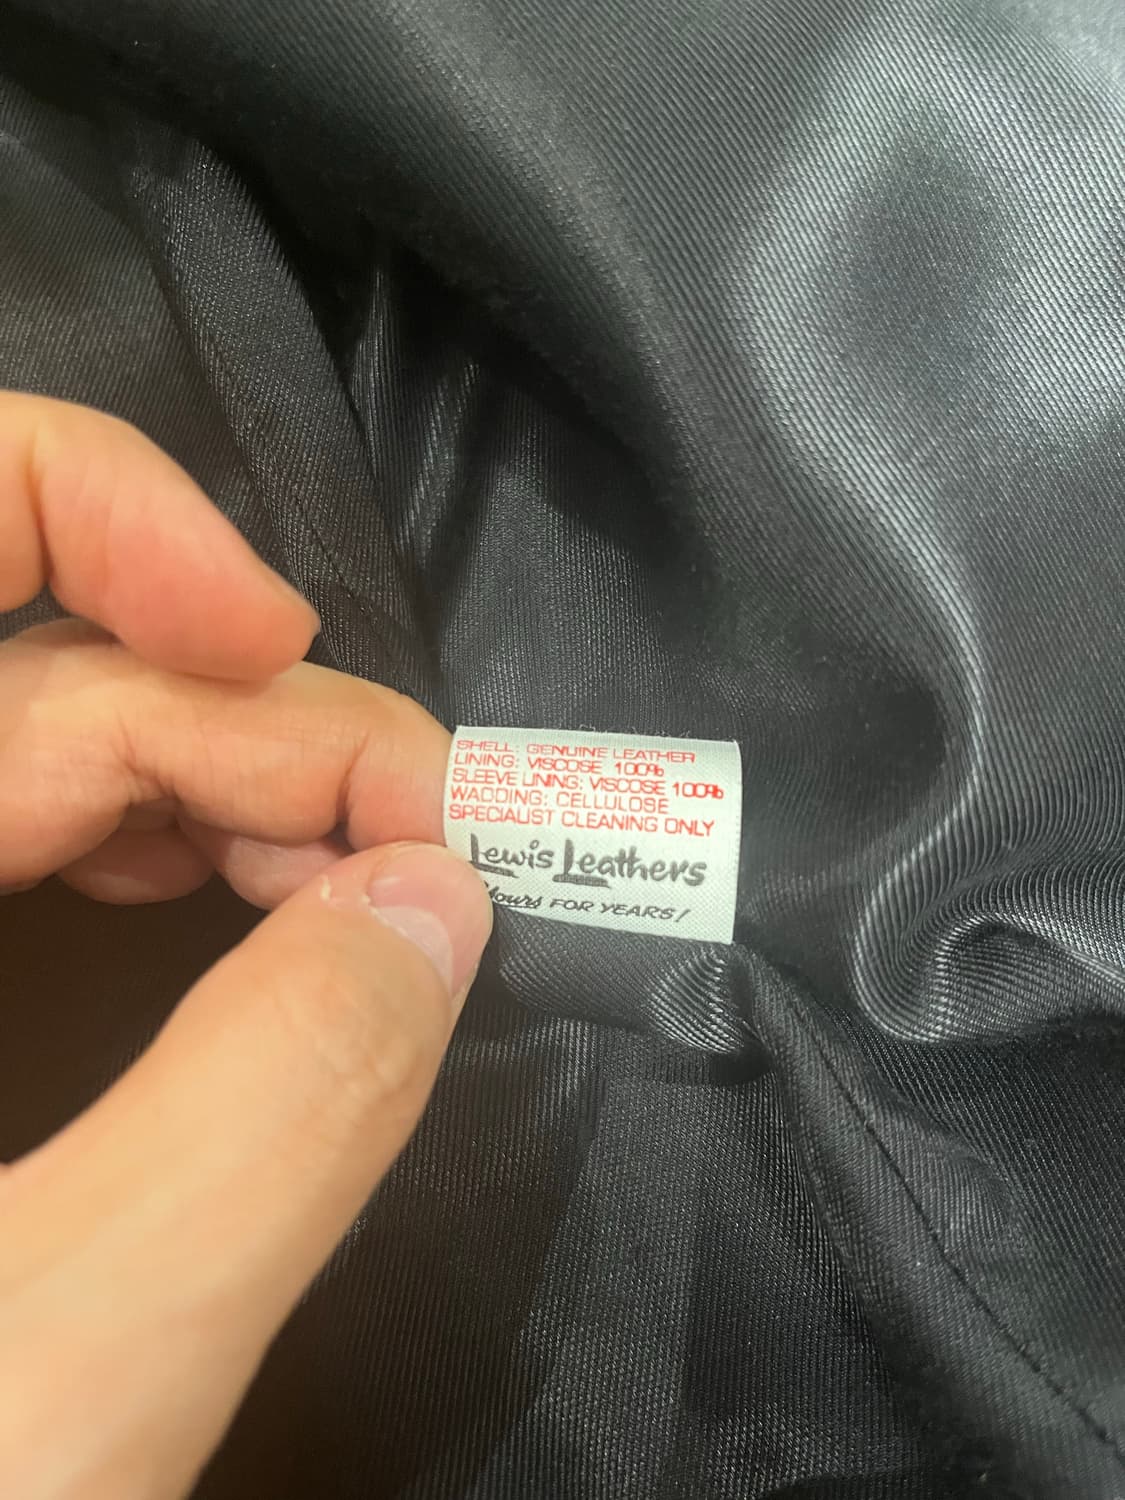 SHELL: GENUINE LEATHER
LINING: VISCOSE 100%
SLEEVE LINING: VISCOSE 100%
WADDING: CELLULOSE
SPECIALIST CLEANING ONLY
Lewis Leathers
Yours FOR YEARS!